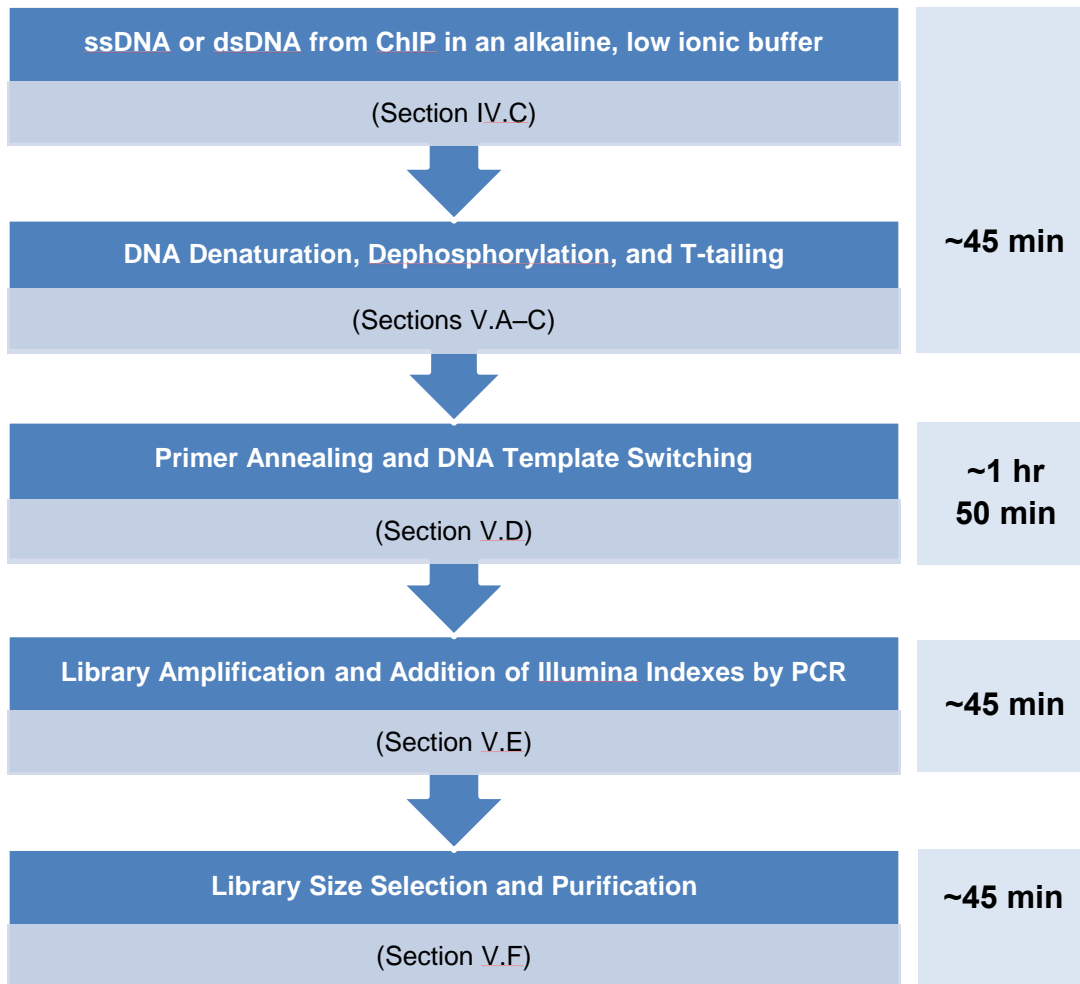 ssDNA or dsDNA from ChIP in an alkaline, low ionic buffer
(Section IV.C)
~45 min
DNA Denaturation, Dephosphorylation, and T-tailing
(Sections V.A–C)
Primer Annealing and DNA Template Switching
(Section V.D)
~1 hr
50 min
Library Amplification and Addition of Illumina Indexes by PCR
(Section V.E)
~45 min
Library Size Selection and Purification
(Section V.F)
~45 min